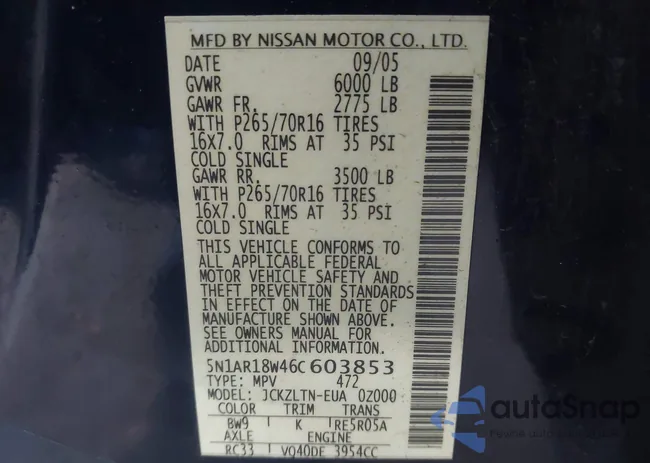 MFD BY NISSAN MOTOR CO., LTD.
DATE 09/05
GVWR 6000 LB
GAWR FR. 2775 LB
WITH P265/70R16 TIRES
16X7.0 RIMS AT 35 PSI
COLD SINGLE
GAWR RR. 3500 LB
WITH P265/70R16 TIRES
16X7.0 RIMS AT 35 PSI
COLD SINGLE
THIS VEHICLE CONFORMS TO
ALL APPLICABLE FEDERAL
MOTOR VEHICLE SAFETY AND
THEFT PREVENTION STANDARDS
IN EFFECT ON THE DATE OF
MANUFACTURE SHOWN ABOVE.
SEE OWNERS MANUAL FOR
ADDITIONAL INFORMATION.
5N1AR18W46C603853
TYPE: MPV 472
MODEL: JCKZLTN-EUA 0Z000
COLOR TRIM TRANS
BW9 K RE5R05A
AXLE ENGINE
RC33 VQ40DE 3954CC
autoSnap